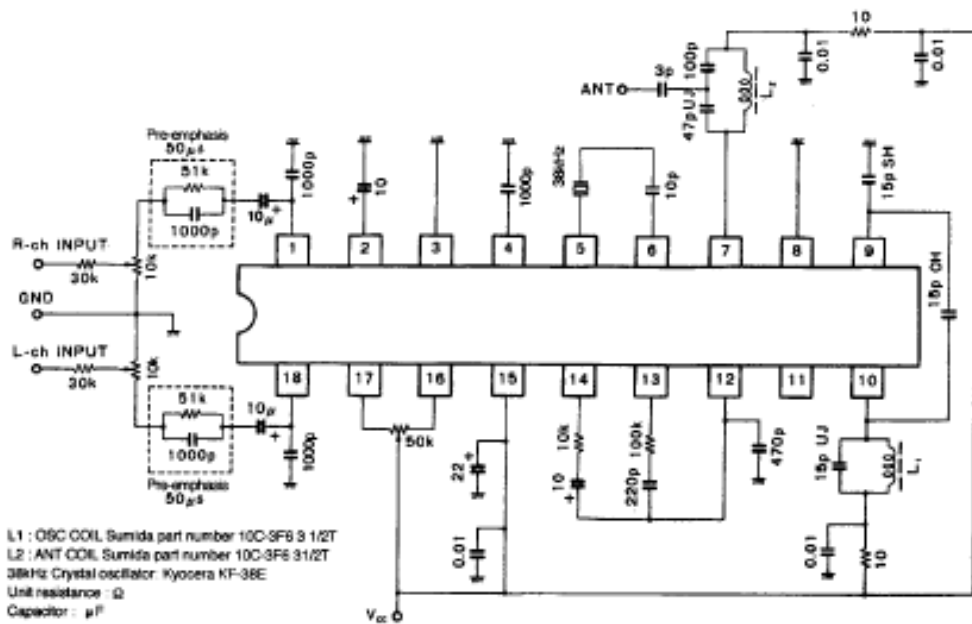 10
0.01
0.01
3p
100p
ANT
47p UJ
L2
Pre-emphasis
50μs
51k
1000p
10μ
1000p
10
1000p
38kHz
10p
15p SH
R-ch INPUT
30k
10k
1
2
3
4
5
6
7
8
9
15p CH
GND
L-ch INPUT
30k
10k
18
17
16
15
14
13
12
11
10
51k
1000p
Pre-emphasis
50μs
10μ
1000p
50k
22
10k
10
100k
220p
470p
15p UJ
L1
0.01
0.01
10
L1 : OSC COIL Sumida part number 10C-3F6 3 1/2T
L2 : ANT COIL Sumida part number 10C-3F6 31/2T
38kHz Crystal oscillator: Kyocera KF-38E
Unit resistance : Ω
Capacitor : μF
Vcc